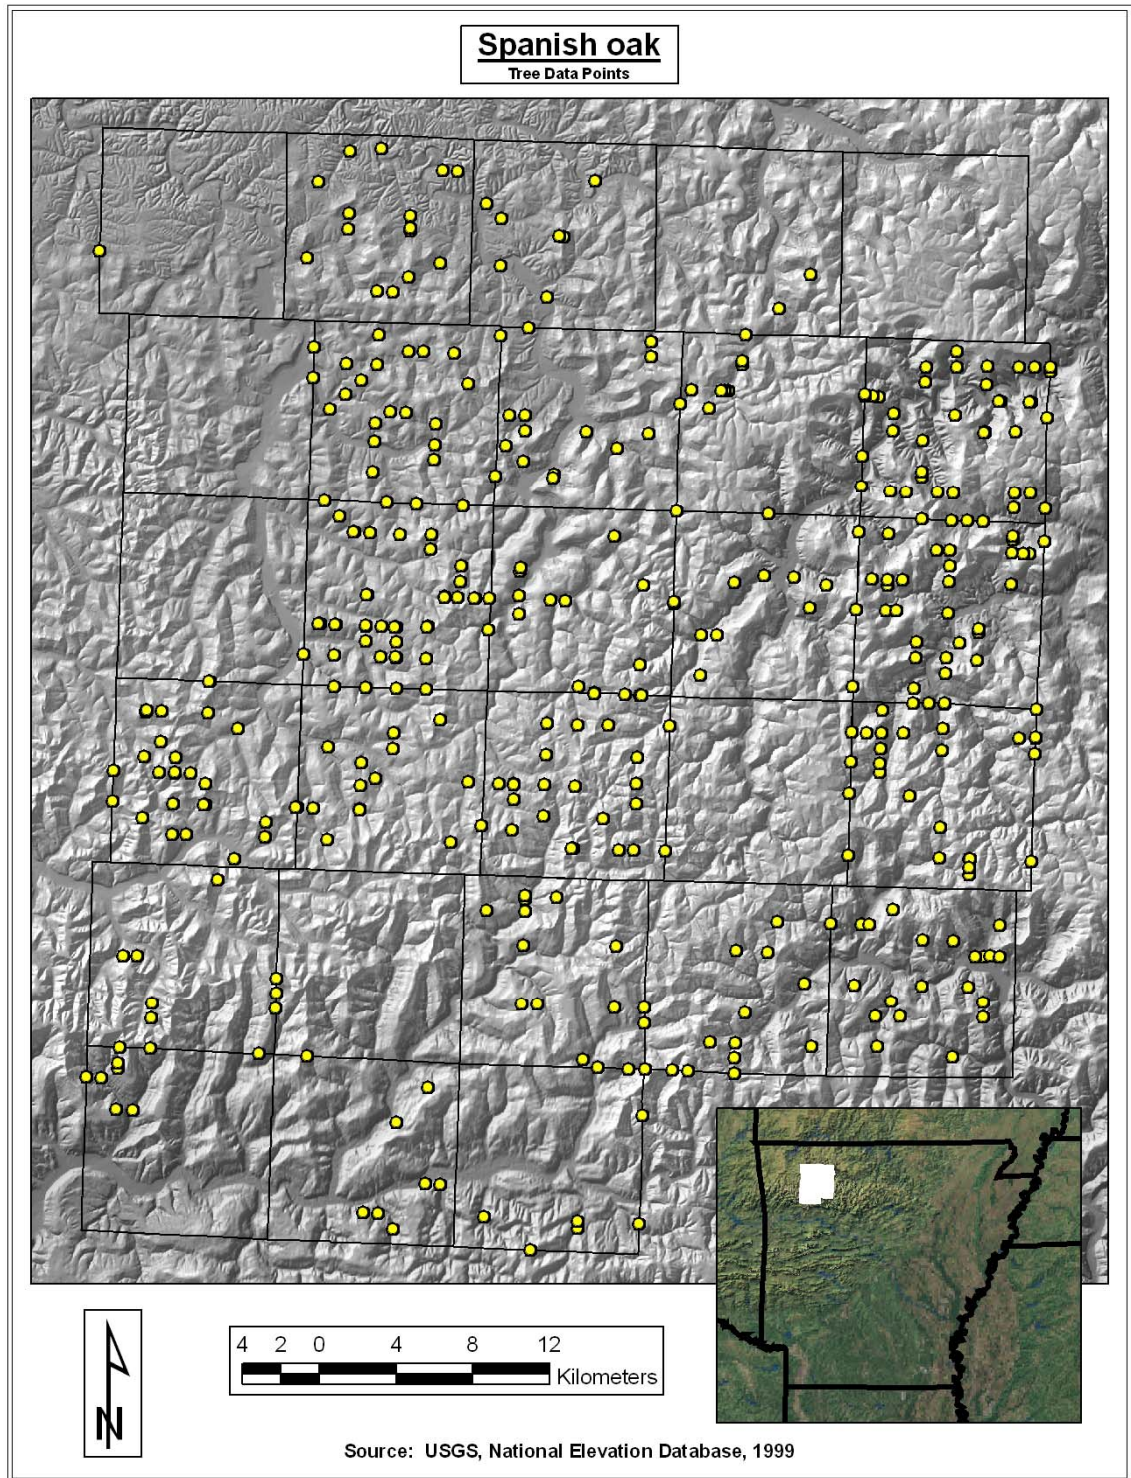 Spanish oak
Tree Data Points
4 2 0 4 8 12
Kilometers
N
Source: USGS, National Elevation Database, 1999